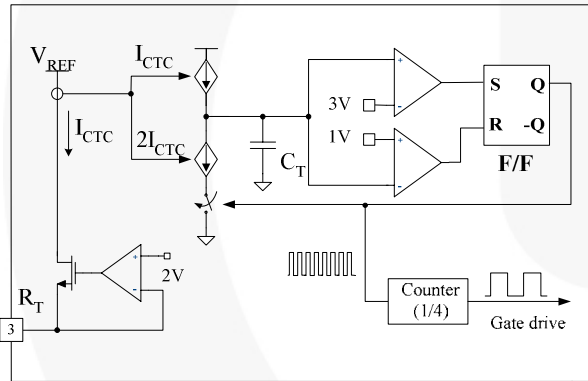 V_REF
I_CTC
I_CTC
2I_CTC
C_T
+
-
3V
1V
+
-
S Q
R -Q
F/F
R_T
+
-
2V
3
Counter
(1/4)
Gate drive